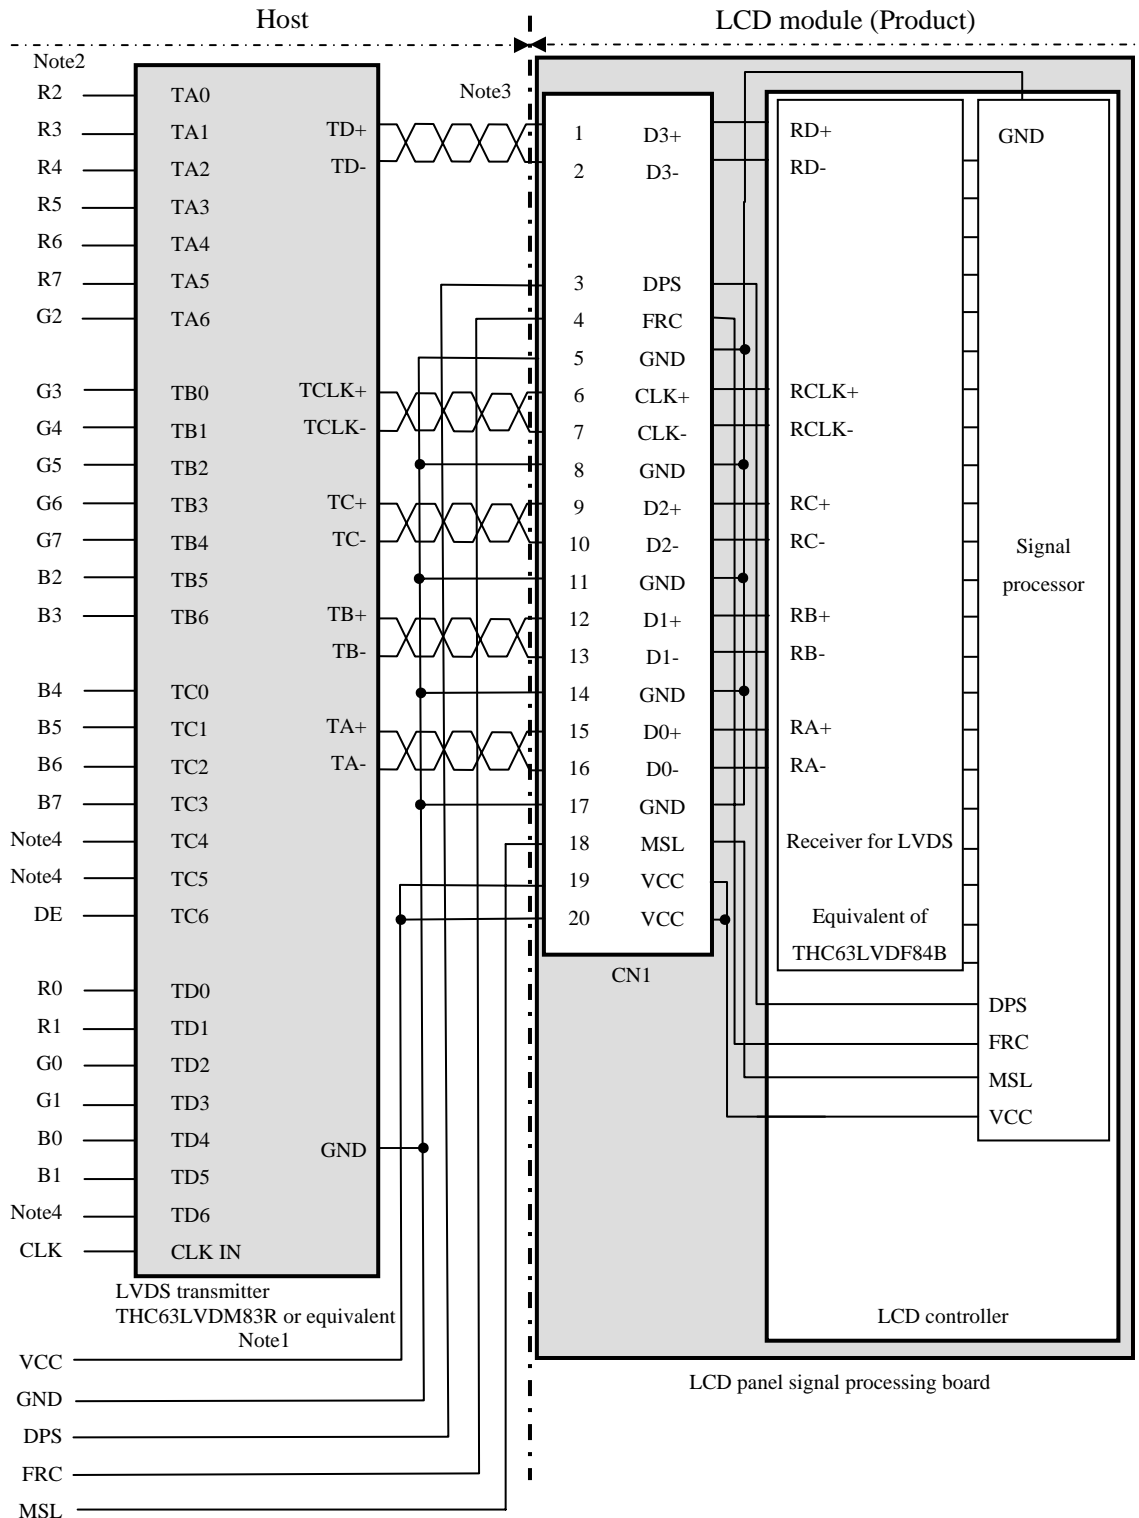 Host
LCD module (Product)
Note2
R2 TA0
R3 TA1 TD+
R4 TA2 TD-
R5 TA3
R6 TA4
R7 TA5
G2 TA6
G3 TB0 TCLK+
G4 TB1 TCLK-
G5 TB2
G6 TB3 TC+
G7 TB4 TC-
B2 TB5
B3 TB6 TB+
TB-
B4 TC0
B5 TC1 TA+
B6 TC2 TA-
B7 TC3
Note4 TC4
Note4 TC5
DE TC6
R0 TD0
R1 TD1
G0 TD2
G1 TD3
B0 TD4 GND
B1 TD5
Note4 TD6
CLK CLK IN
LVDS transmitter
THC63LVDM83R or equivalent
Note1
VCC
GND
DPS
FRC
MSL
Note3
1 D3+
2 D3-
3 DPS
4 FRC
5 GND
6 CLK+
7 CLK-
8 GND
9 D2+
10 D2-
11 GND
12 D1+
13 D1-
14 GND
15 D0+
16 D0-
17 GND
18 MSL
19 VCC
20 VCC
CN1
RD+
RD-
RCLK+
RCLK-
RC+
RC-
RB+
RB-
RA+
RA-
Receiver for LVDS
Equivalent of
THC63LVDF84B
GND
Signal
processor
DPS
FRC
MSL
VCC
LCD controller
LCD panel signal processing board